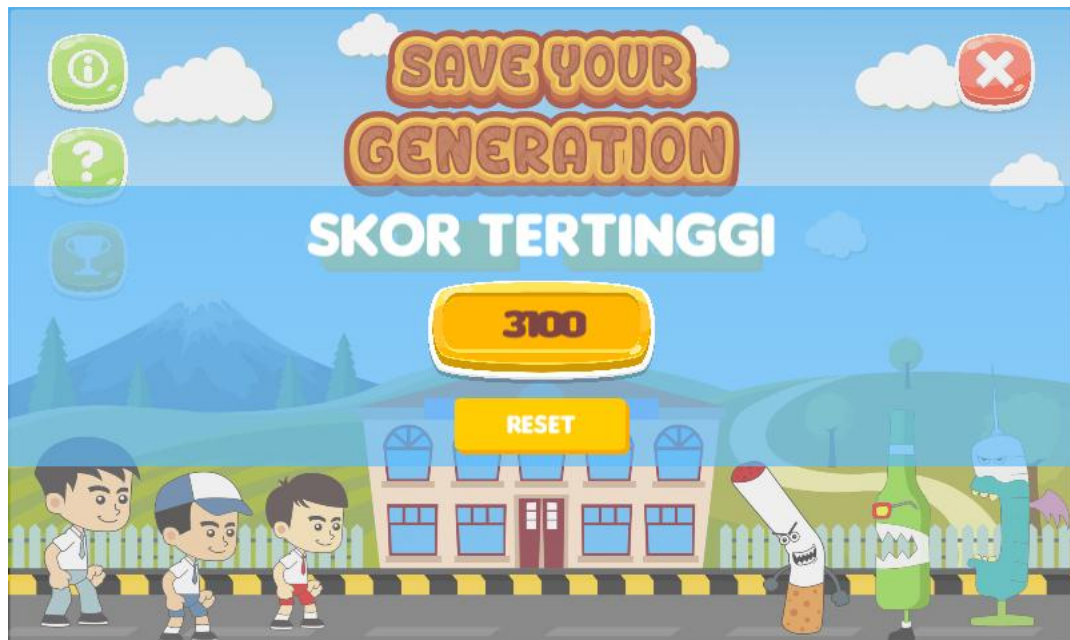 SAVE YOUR
GENERATION
SKOR TERTINGGI
3100
RESET